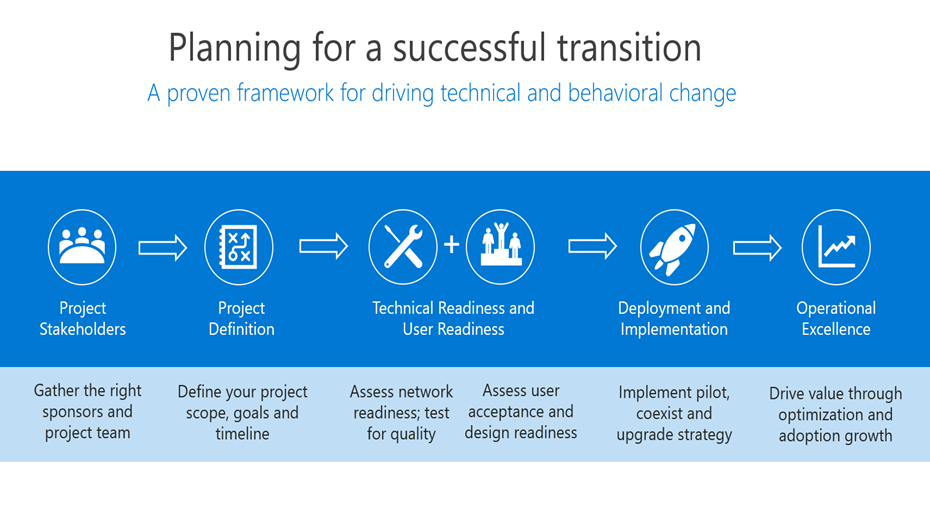 Planning for a successful transition
A proven framework for driving technical and behavioral change
Project
Stakeholders
Project
Definition
+
Technical Readiness and
User Readiness
Deployment and
Implementation
Operational
Excellence
Gather the right
sponsors and
project team
Define your project
scope, goals and
timeline
Assess network
readiness; test
for quality
Assess user
acceptance and
design readiness
Implement pilot,
coexist and
upgrade strategy
Drive value through
optimization and
adoption growth